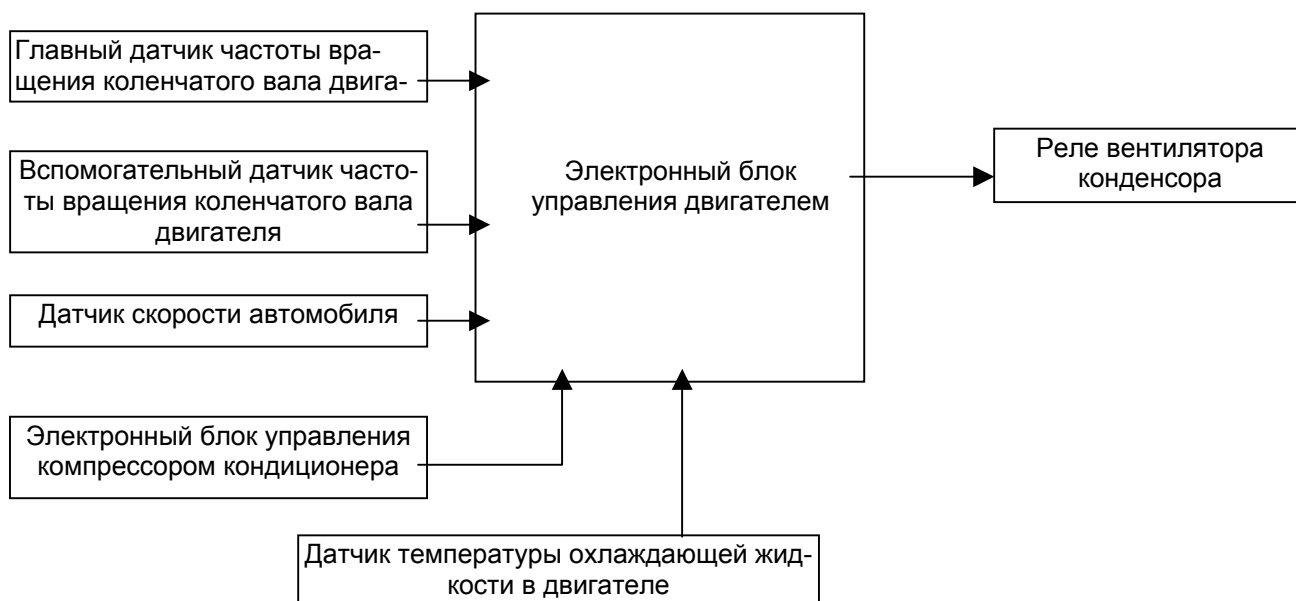 Главный датчик частоты вра-
щения коленчатого вала двига-
Вспомогательный датчик часто-
ты вращения коленчатого вала
двигателя
Датчик скорости автомобиля
Электронный блок управления
компрессором кондиционера
Датчик температуры охлаждающей жид-
кости в двигателе
Электронный блок
управления двигателем
Реле вентилятора
конденсора